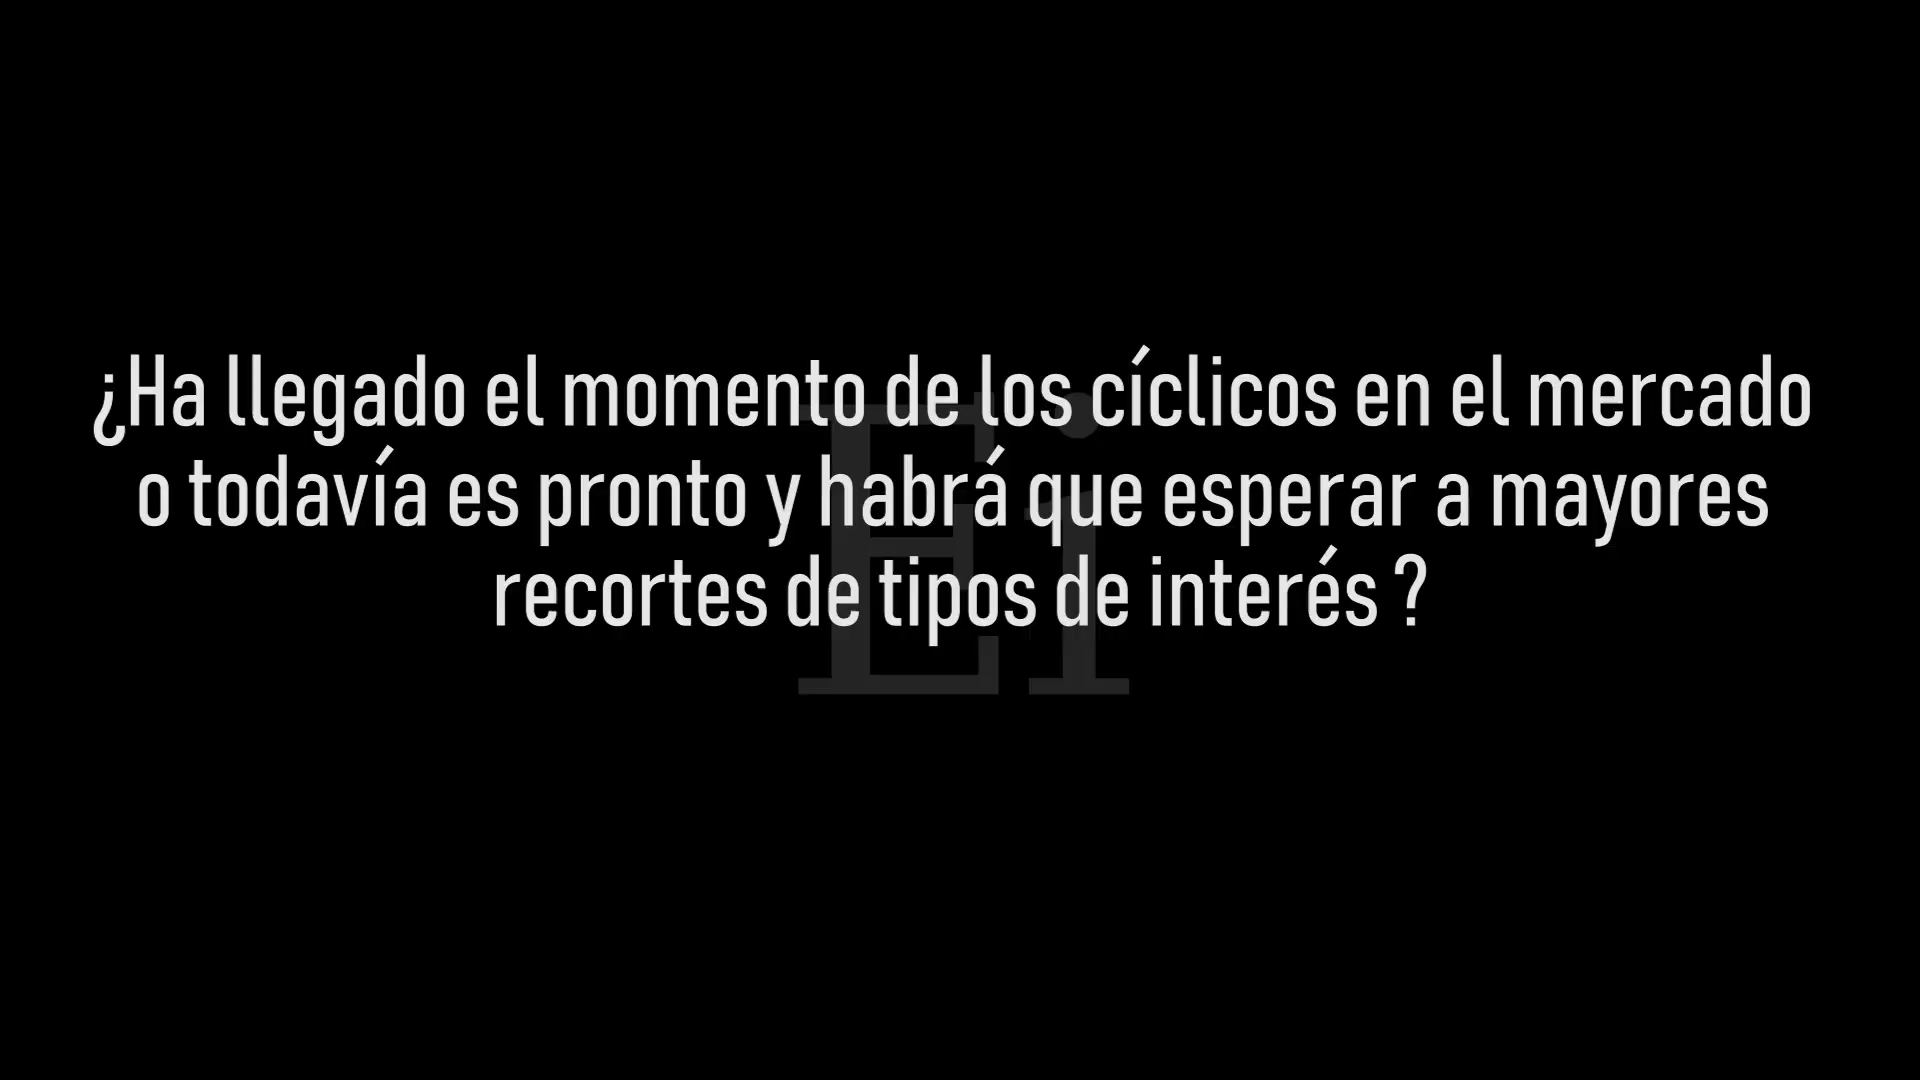 ¿Ha llegado el momento de los cíclicos en el mercado
o todavía es pronto y habrá que esperar a mayores
recortes de tipos de interés ?
Ei